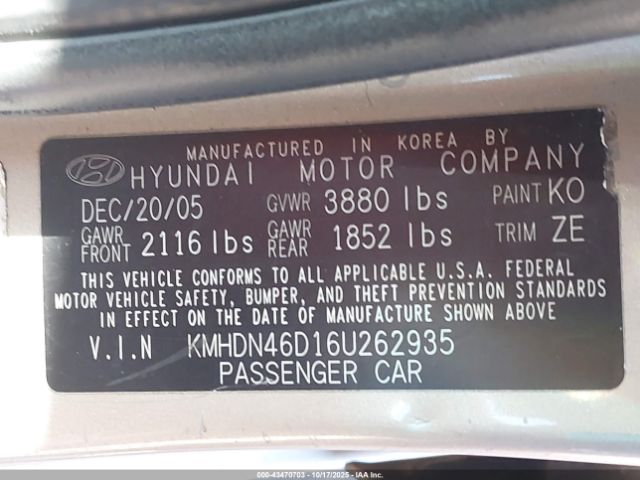 MANUFACTURED IN KOREA BY
HYUNDAI MOTOR COMPANY
DEC/20/05 GVWR 3880 lbs PAINT KO
GAWR FRONT 2116 lbs GAWR REAR 1852 lbs TRIM ZE
THIS VEHICLE CONFORMS TO ALL APPLICABLE U.S.A. FEDERAL
MOTOR VEHICLE SAFETY, BUMPER, AND THEFT PREVENTION STANDARDS
IN EFFECT ON THE DATE OF MANUFACTURE SHOWN ABOVE
V.I.N KMHDN46D16U262935
PASSENGER CAR
000-43470703 - 10/17/2025 - IAAI, Inc.